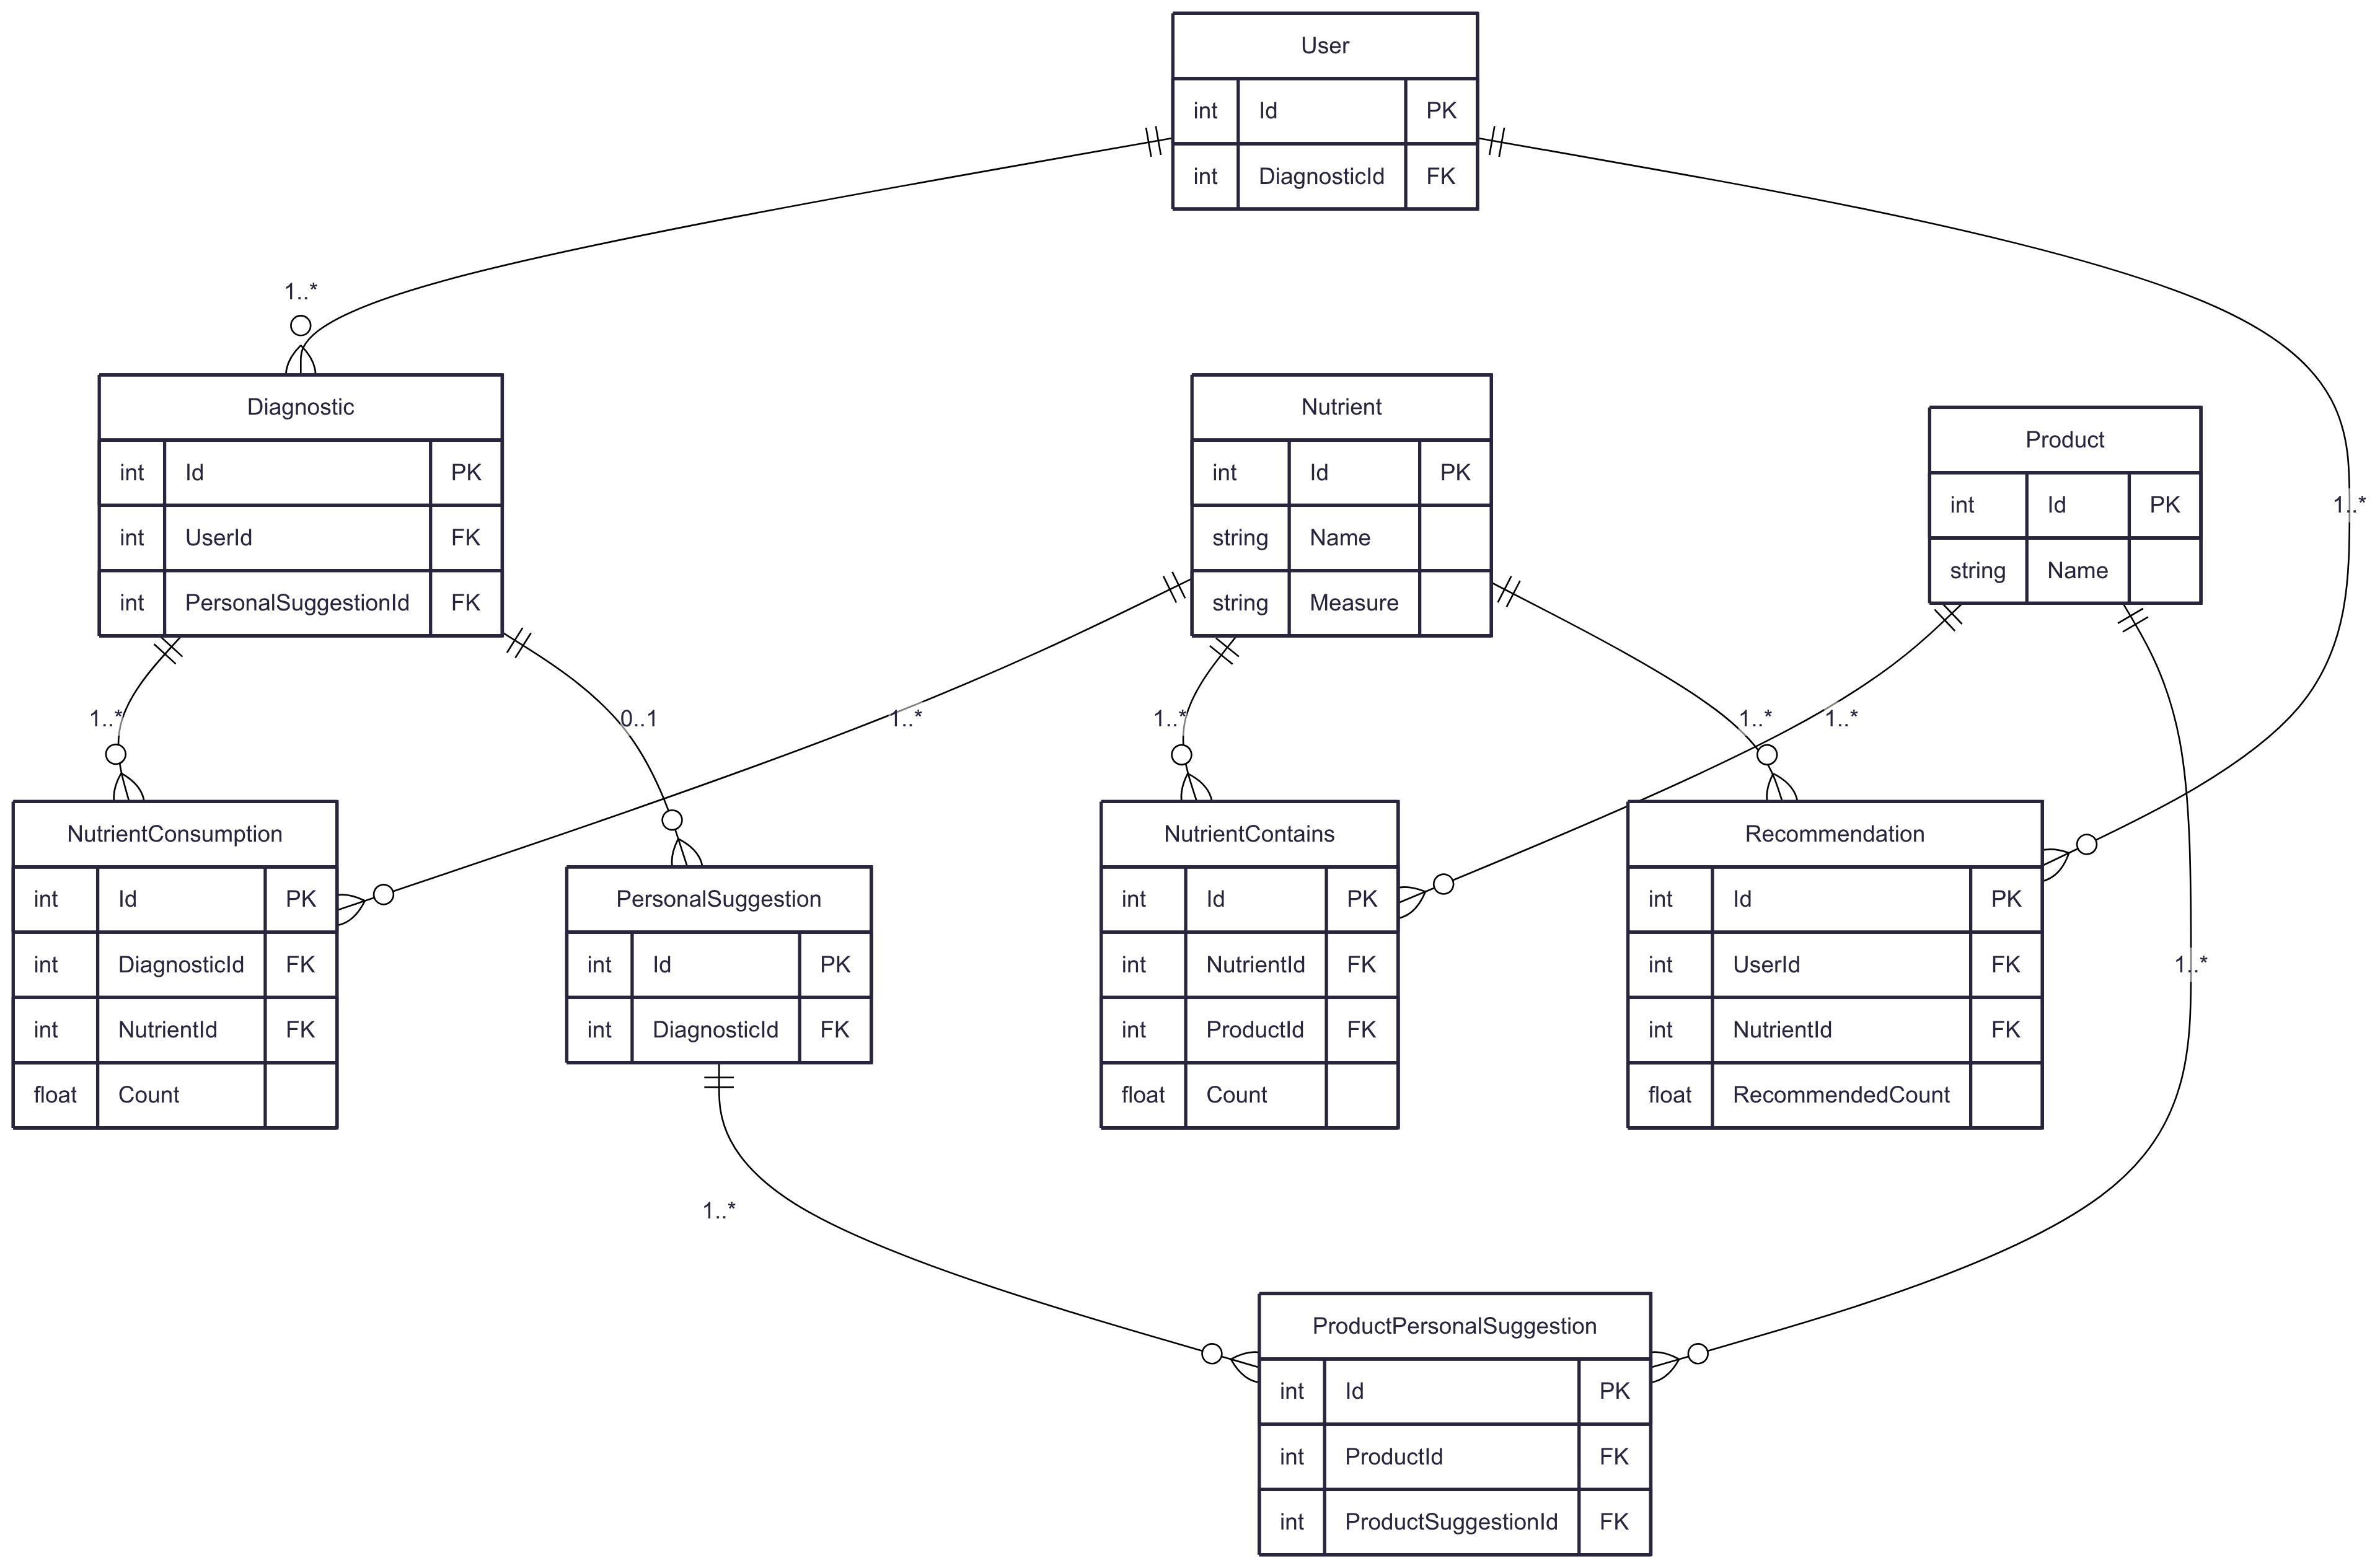 User
int Id PK
int DiagnosticId FK
1..*
Diagnostic
int Id PK
int UserId FK
int PersonalSuggestionId FK
Nutrient
int Id PK
string Name
string Measure
Product
int Id PK
string Name
1..*
1..*
0..1
1..*
1..*
1..*
1..*
NutrientConsumption
int Id PK
int DiagnosticId FK
int NutrientId FK
float Count
PersonalSuggestion
int Id PK
int DiagnosticId FK
NutrientContains
int Id PK
int NutrientId FK
int ProductId FK
float Count
Recommendation
int Id PK
int UserId FK
int NutrientId FK
float RecommendedCount
1..*
1..*
ProductPersonalSuggestion
int Id PK
int ProductId FK
int ProductSuggestionId FK